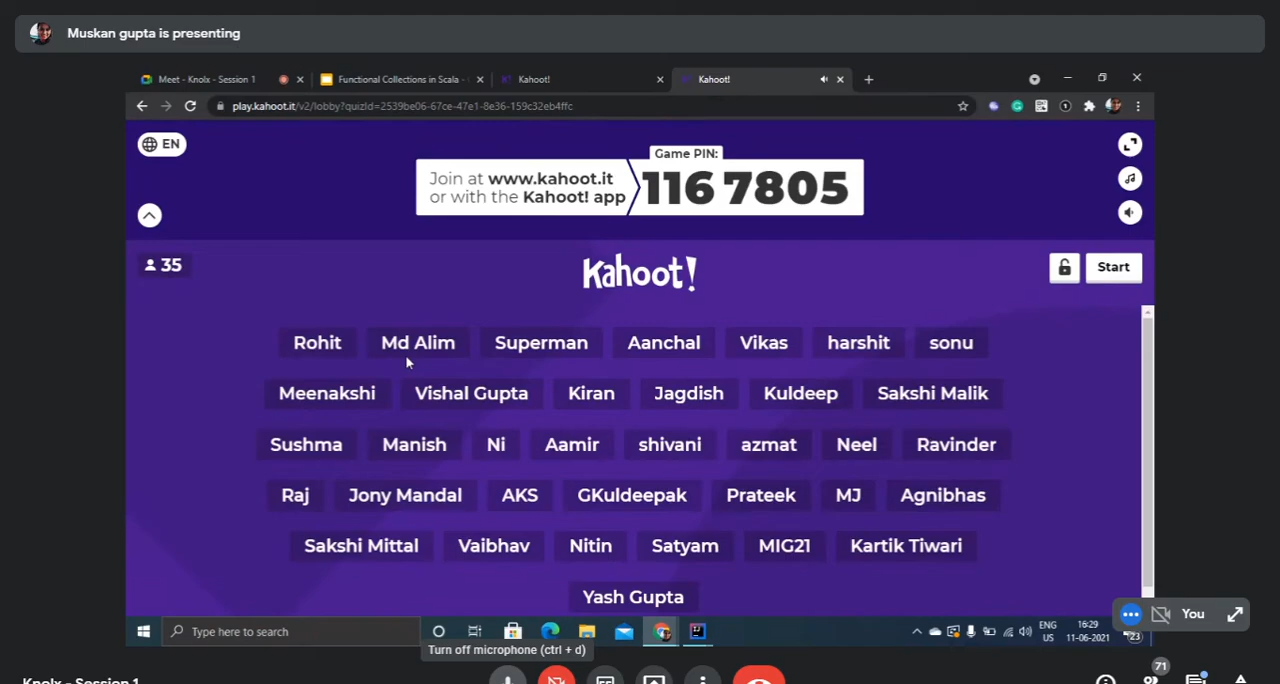 Muskan gupta is presenting
Meet - Knolx - Session 1
Functional Collections in Scala -
Kahoot!
Kahoot!
play.kahoot.it/v2/lobby?quizId=2539be06-67ce-47e1-8e36-159c32eb4ffc
EN
Join at www.kahoot.it
or with the Kahoot! app
Game PIN:
116 7805
35
Kahoot!
Start
Rohit Md Alim Superman Aanchal Vikas harshit sonu
Meenakshi Vishal Gupta Kiran Jagdish Kuldeep Sakshi Malik
Sushma Manish Ni Aamir shivani azmat Neel Ravinder
Raj Jony Mandal AKS GKuldeepak Prateek MJ Agnibhas
Sakshi Mittal Vaibhav Nitin Satyam MIG21 Kartik Tiwari
Yash Gupta
You
Type here to search
ENG
US
16:29
11-06-2021
23
Turn off microphone (ctrl + d)
71
Knolx - Session 1